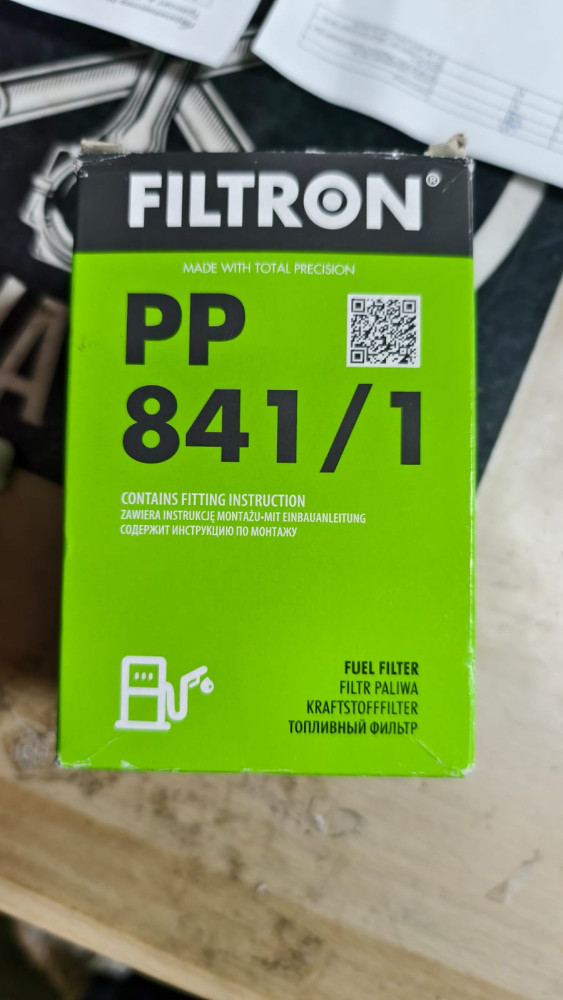 FILTRON®
MADE WITH TOTAL PRECISION
PP
841/1
CONTAINS FITTING INSTRUCTION
ZAWIERA INSTRUKCJĘ MONTAŻU•MIT EINBAUANLEITUNG
СОДЕРЖИТ ИНСТРУКЦИЮ ПО МОНТАЖУ
FUEL FILTER
FILTR PALIWA
KRAFTSTOFFFILTER
ТОПЛИВНЫЙ ФИЛЬТР